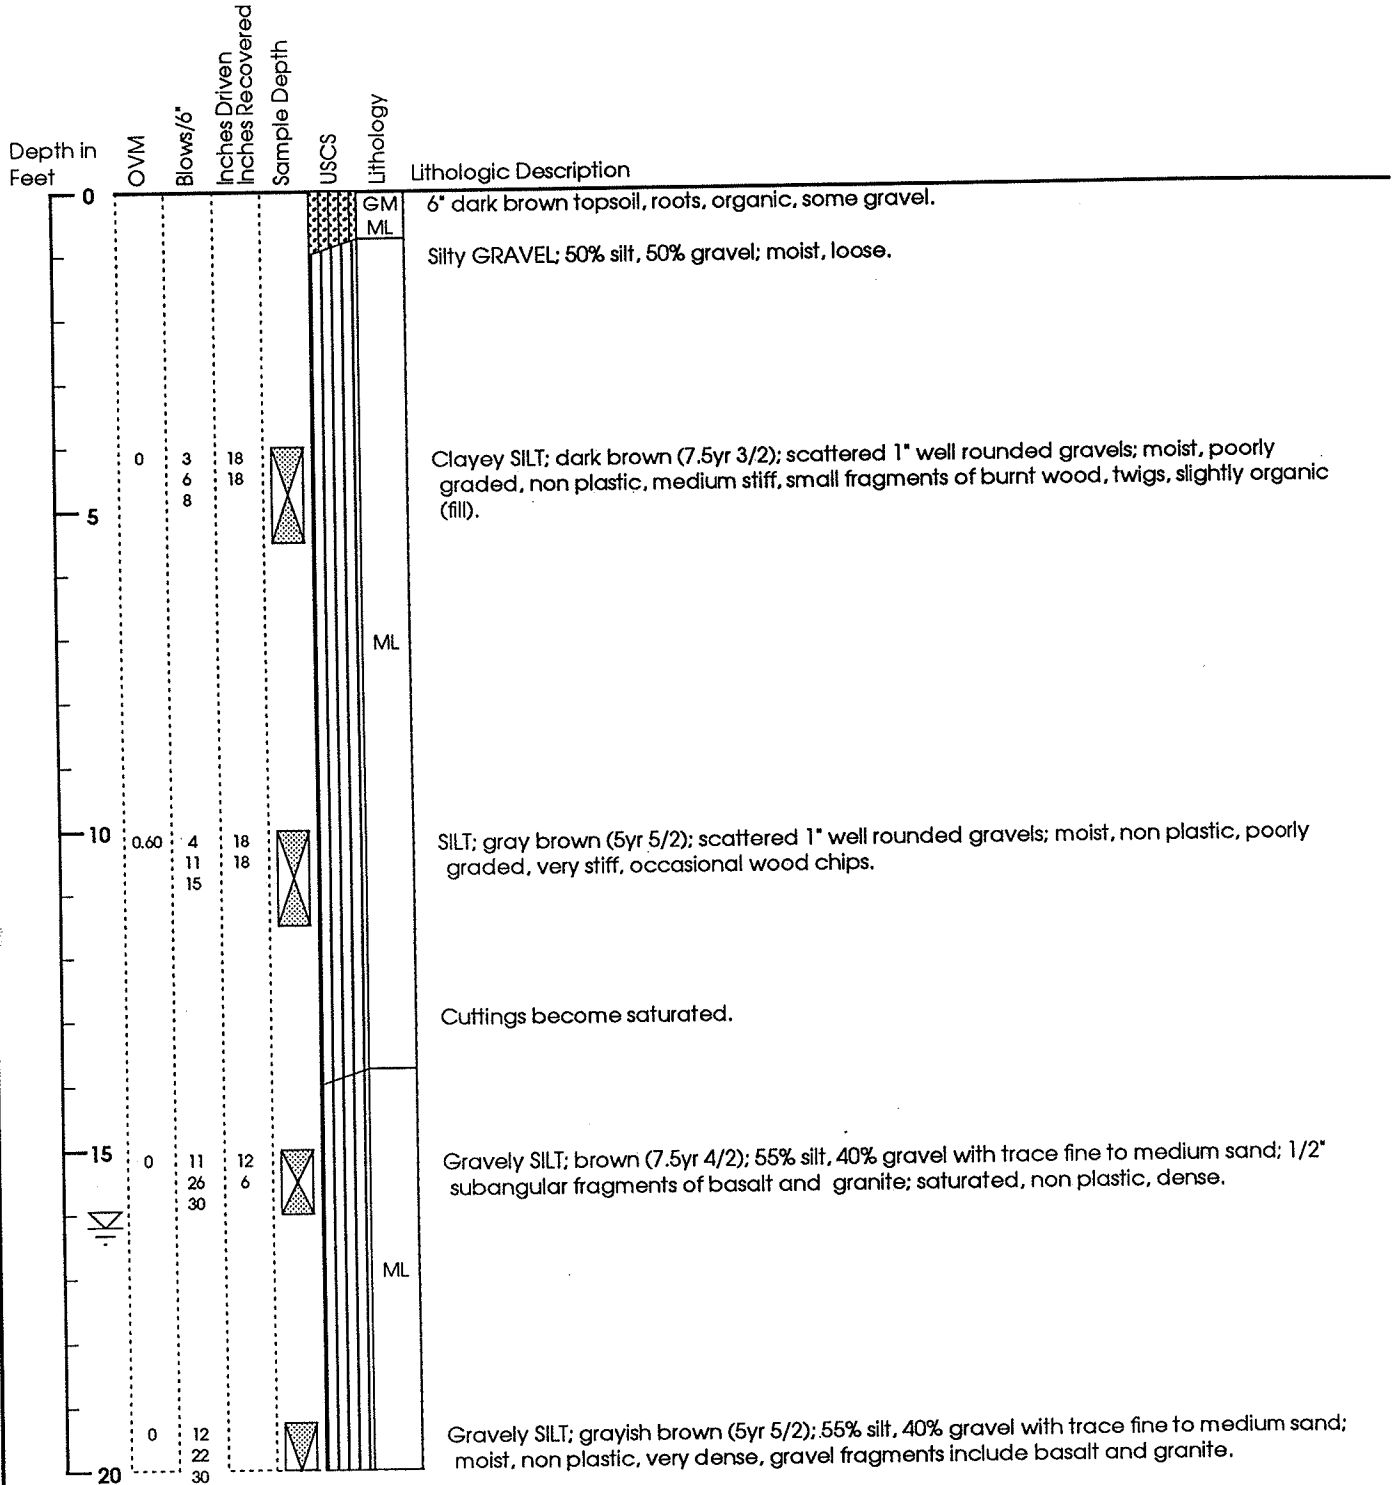 Depth in
Feet
OVM
Blows/6"
Inches Driven
Inches Recovered
Sample Depth
USCS
Lithology
Lithologic Description
0
GM
ML
6" dark brown topsoil, roots, organic, some gravel.
Silty GRAVEL; 50% silt, 50% gravel; moist, loose.
0 3 18
6 18
8
Clayey SILT; dark brown (7.5yr 3/2); scattered 1" well rounded gravels; moist, poorly
graded, non plastic, medium stiff, small fragments of burnt wood, twigs, slightly organic
(fill).
5
ML
10
0.60 4 18
11 18
15
SILT; gray brown (5yr 5/2); scattered 1" well rounded gravels; moist, non plastic, poorly
graded, very stiff, occasional wood chips.
Cuttings become saturated.
15
0 11 12
26 6
30
Gravely SILT; brown (7.5yr 4/2); 55% silt, 40% gravel with trace fine to medium sand; 1/2"
subangular fragments of basalt and granite; saturated, non plastic, dense.
ML
0 12
22
30
Gravely SILT; grayish brown (5yr 5/2); 55% silt, 40% gravel with trace fine to medium sand;
moist, non plastic, very dense, gravel fragments include basalt and granite.
20